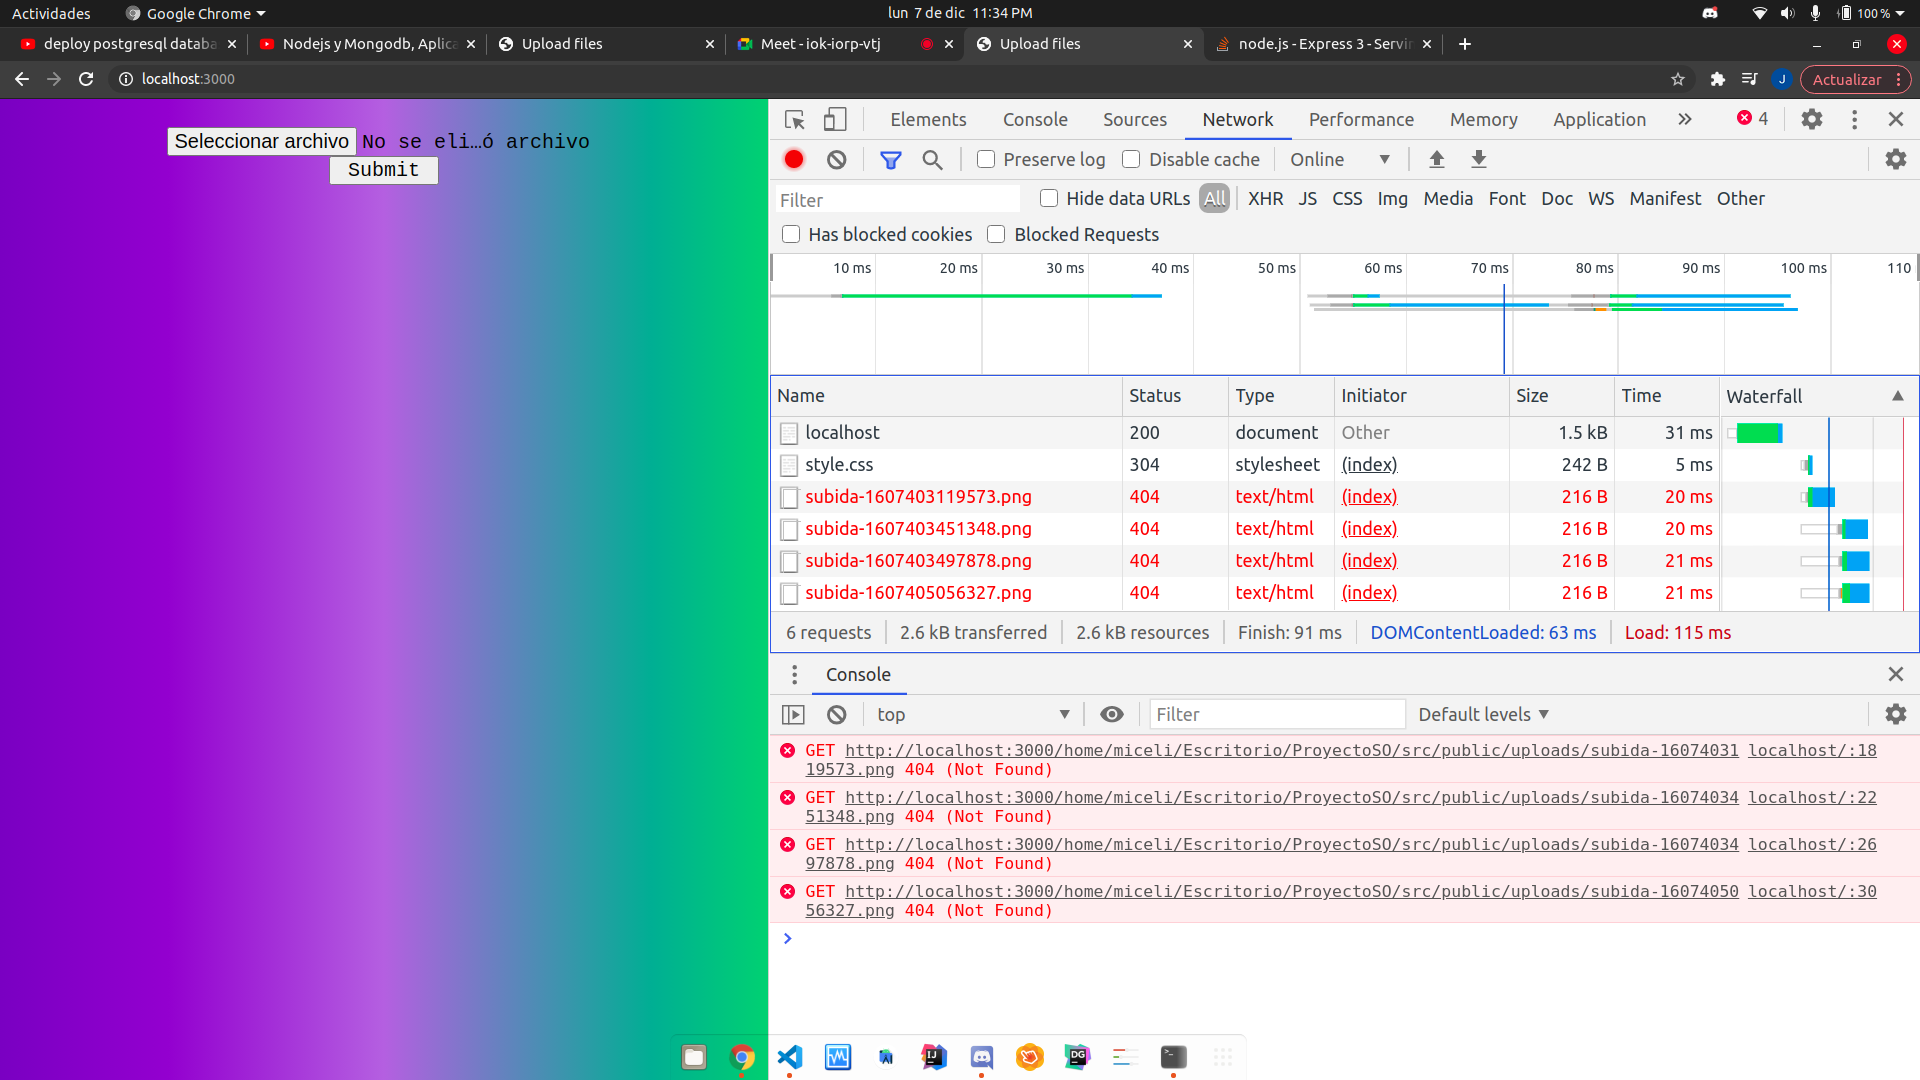 Actividades
Google Chrome
lun 7 de dic 11:34 PM
100 %
deploy postgresql databa
Nodejs y Mongodb, Aplica
Upload files
Meet - iok-iorp-vtj
Upload files
node.js - Express 3 - Servin
localhost:3000
J
Actualizar
Seleccionar archivo No se eli…ó archivo
Submit
Elements Console Sources Network Performance Memory Application » 4
Preserve log Disable cache Online
Filter Hide data URLs All XHR JS CSS Img Media Font Doc WS Manifest Other
Has blocked cookies Blocked Requests
10 ms 20 ms 30 ms 40 ms 50 ms 60 ms 70 ms 80 ms 90 ms 100 ms 110
Name Status Type Initiator Size Time Waterfall
localhost 200 document Other 1.5 kB 31 ms
style.css 304 stylesheet (index) 242 B 5 ms
subida-1607403119573.png 404 text/html (index) 216 B 20 ms
subida-1607403451348.png 404 text/html (index) 216 B 20 ms
subida-1607403497878.png 404 text/html (index) 216 B 21 ms
subida-1607405056327.png 404 text/html (index) 216 B 21 ms
6 requests 2.6 kB transferred 2.6 kB resources Finish: 91 ms DOMContentLoaded: 63 ms Load: 115 ms
Console
top Filter Default levels
GET http://localhost:3000/home/miceli/Escritorio/ProyectoSO/src/public/uploads/subida-16074031 localhost/:18
19573.png 404 (Not Found)
GET http://localhost:3000/home/miceli/Escritorio/ProyectoSO/src/public/uploads/subida-16074034 localhost/:22
51348.png 404 (Not Found)
GET http://localhost:3000/home/miceli/Escritorio/ProyectoSO/src/public/uploads/subida-16074034 localhost/:26
97878.png 404 (Not Found)
GET http://localhost:3000/home/miceli/Escritorio/ProyectoSO/src/public/uploads/subida-16074050 localhost/:30
56327.png 404 (Not Found)
IJ
DG